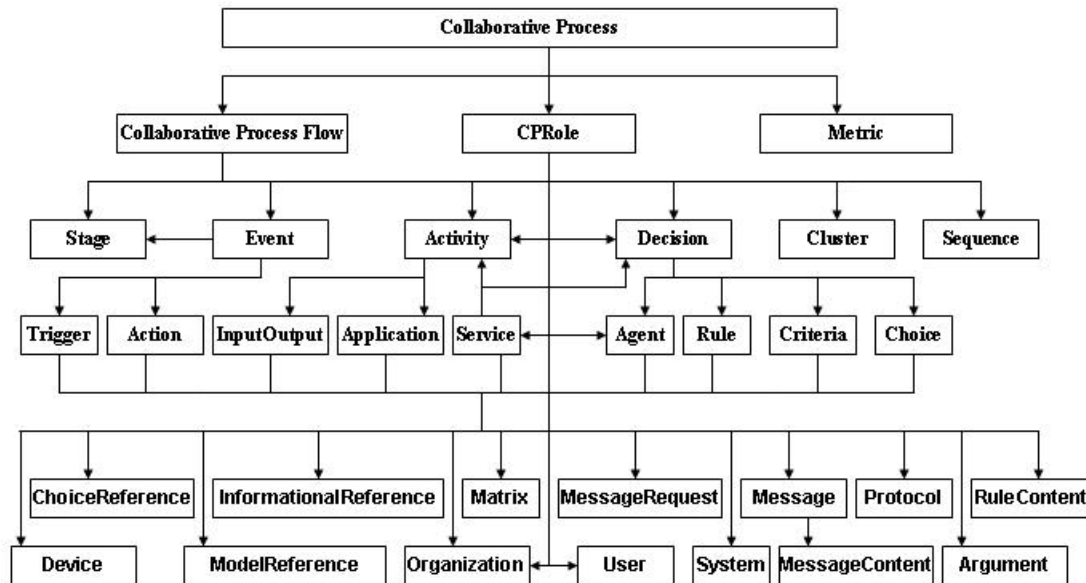 Collaborative Process
Collaborative Process Flow
CPRole
Metric
Stage
Event
Activity
Decision
Cluster
Sequence
Trigger
Action
InputOutput
Application
Service
Agent
Rule
Criteria
Choice
ChoiceReference
InformationalReference
Matrix
MessageRequest
Message
Protocol
RuleContent
Device
ModelReference
Organization
User
System
MessageContent
Argument